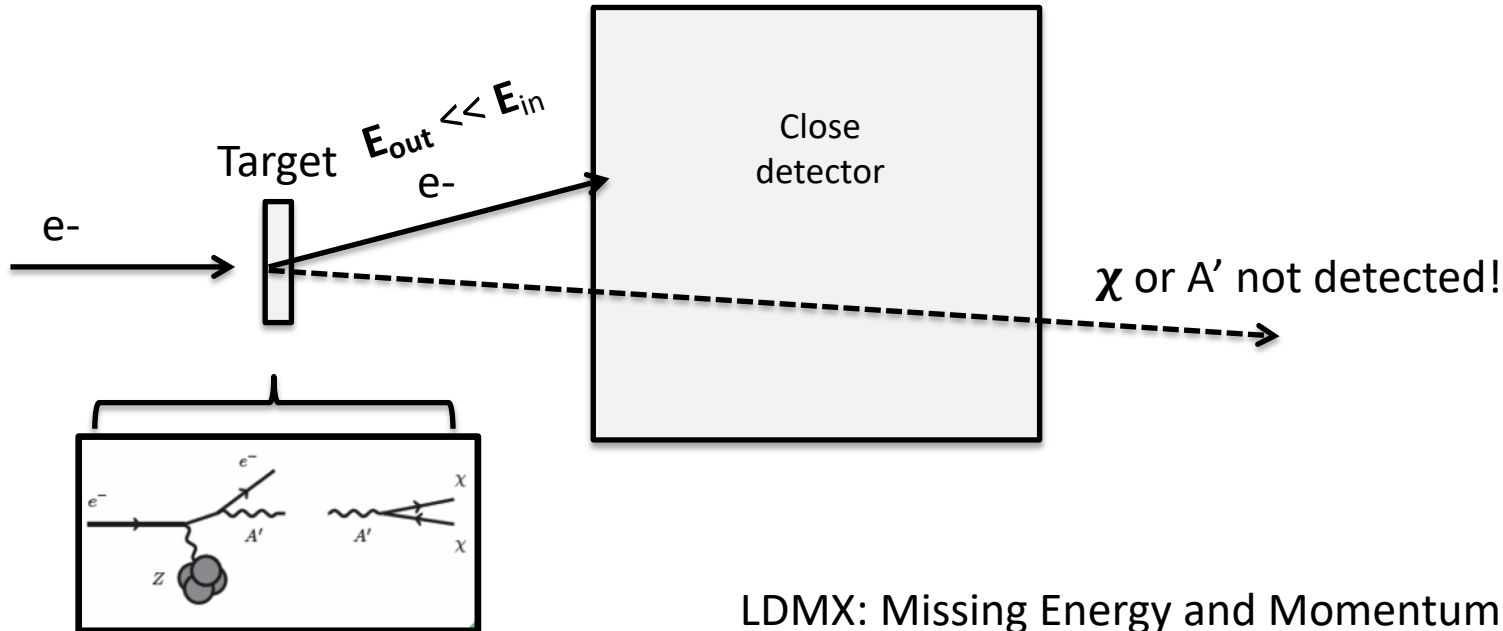 E_out << E_in
Target
e-
e-
Close
detector
𝝌 or A’ not detected!
e⁻
e⁻
A′
Z
A′
χ
χ
LDMX: Missing Energy and Momentum